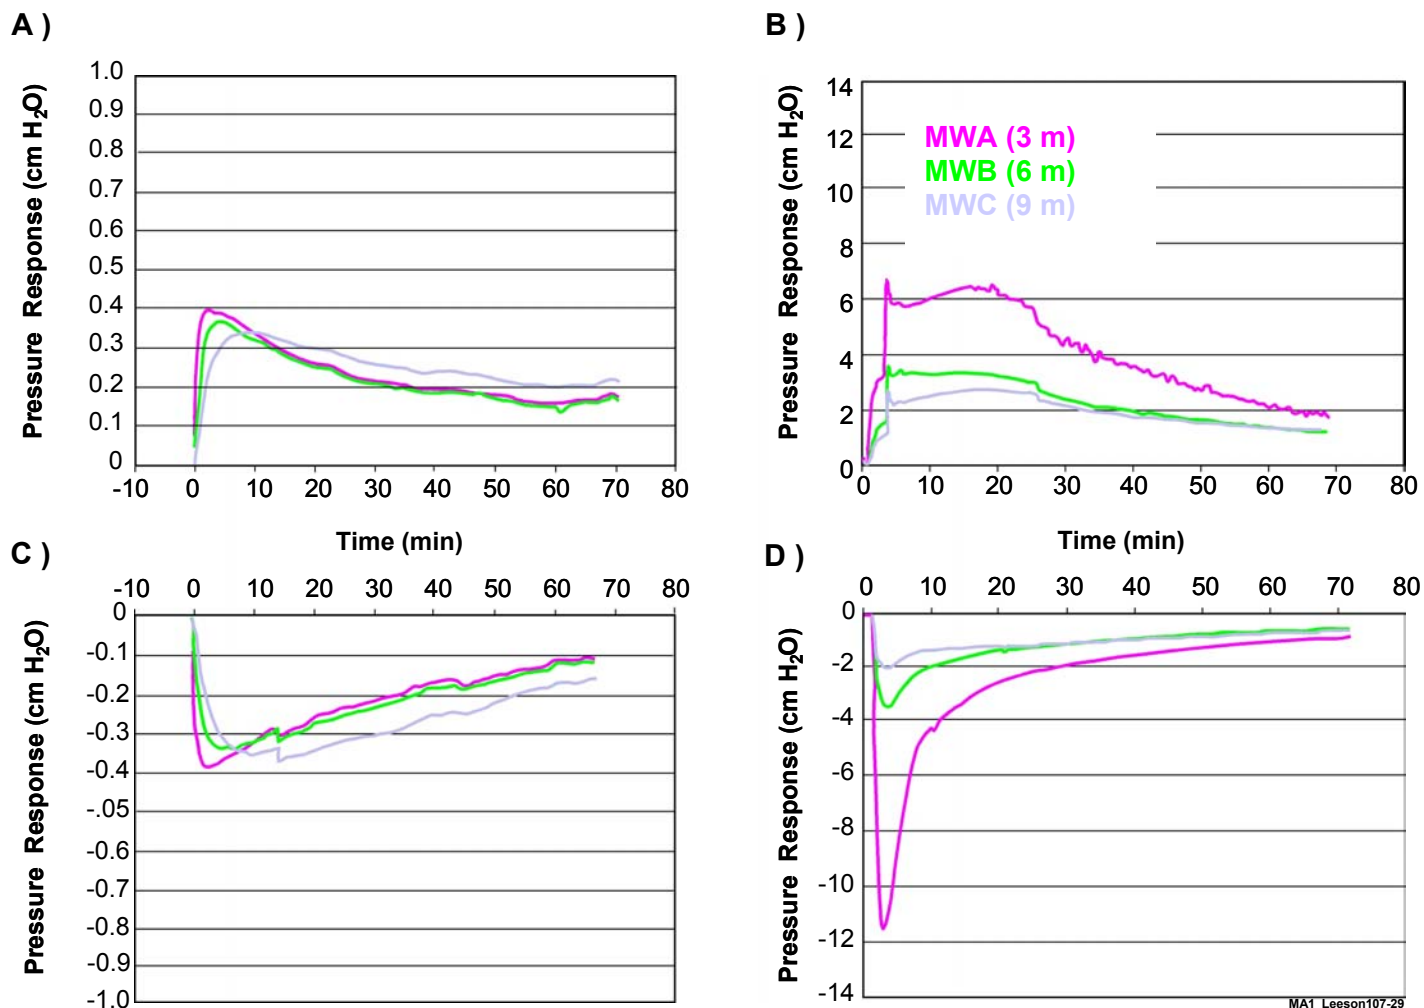 A )
Pressure Response (cm H2O)
1.0
0.9
0.8
0.7
0.6
0.5
0.4
0.3
0.2
0.1
0
-10 0 10 20 30 40 50 60 70 80
Time (min)
B )
Pressure Response (cm H2O)
14
12
10
8
6
4
2
0
MWA (3 m)
MWB (6 m)
MWC (9 m)
0 10 20 30 40 50 60 70 80
Time (min)
C )
-10 0 10 20 30 40 50 60 70 80
Pressure Response (cm H2O)
0
-0.1
-0.2
-0.3
-0.4
-.05
-0.6
-0.7
-0.8
-0.9
-1.0
D )
0 10 20 30 40 50 60 70 80
Pressure Response (cm H2O)
0
-2
-4
-6
-8
-10
-12
-14
MA1_Leeson107-29